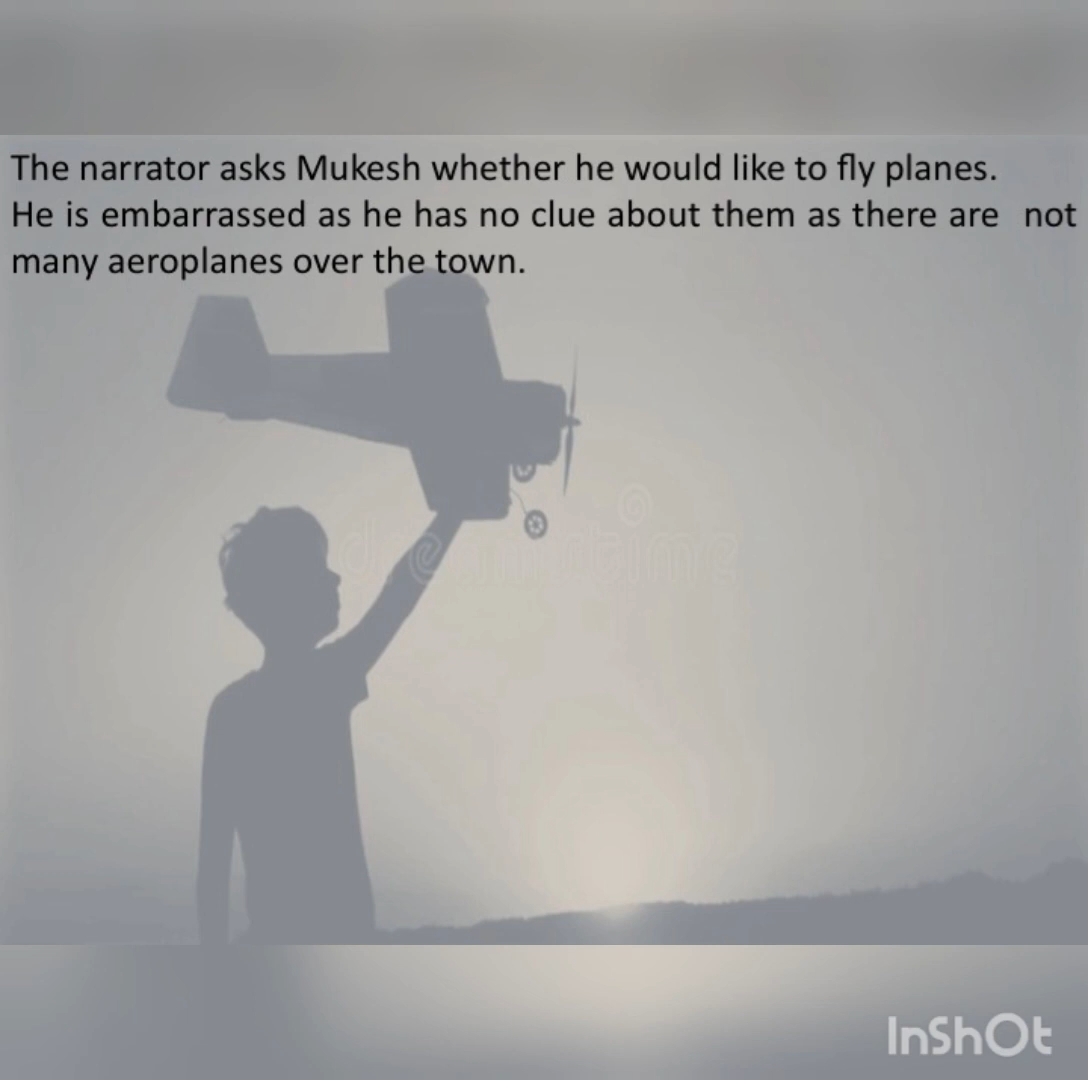 The narrator asks Mukesh whether he would like to fly planes.
He is embarrassed as he has no clue about them as there are not
many aeroplanes over the town.
dreamstime
InShOt